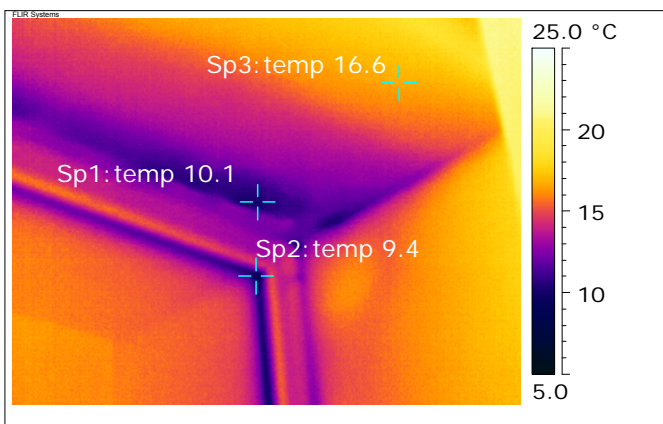 FLIR Systems
25.0 °C
Sp3:temp 16.6
20
Sp1:temp 10.1
15
Sp2:temp 9.4
10
5.0